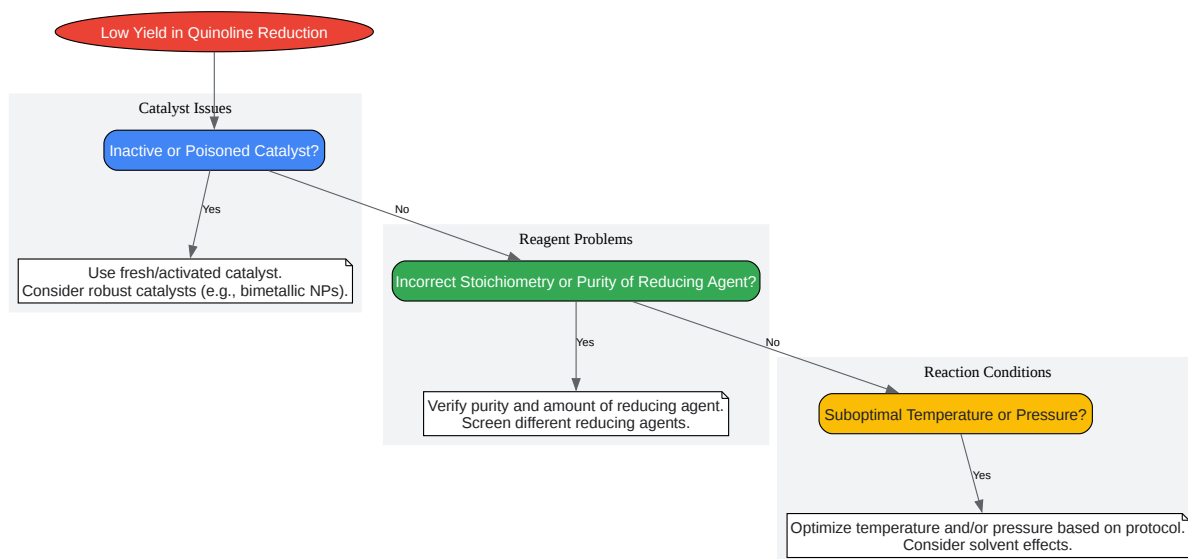 Low Yield in Quinoline Reduction
Catalyst Issues
Inactive or Poisoned Catalyst?
Yes
No
Use fresh/activated catalyst.
Consider robust catalysts (e.g., bimetallic NPs).
Reagent Problems
Incorrect Stoichiometry or Purity of Reducing Agent?
Yes
No
Verify purity and amount of reducing agent.
Screen different reducing agents.
Reaction Conditions
Suboptimal Temperature or Pressure?
Yes
Optimize temperature and/or pressure based on protocol.
Consider solvent effects.